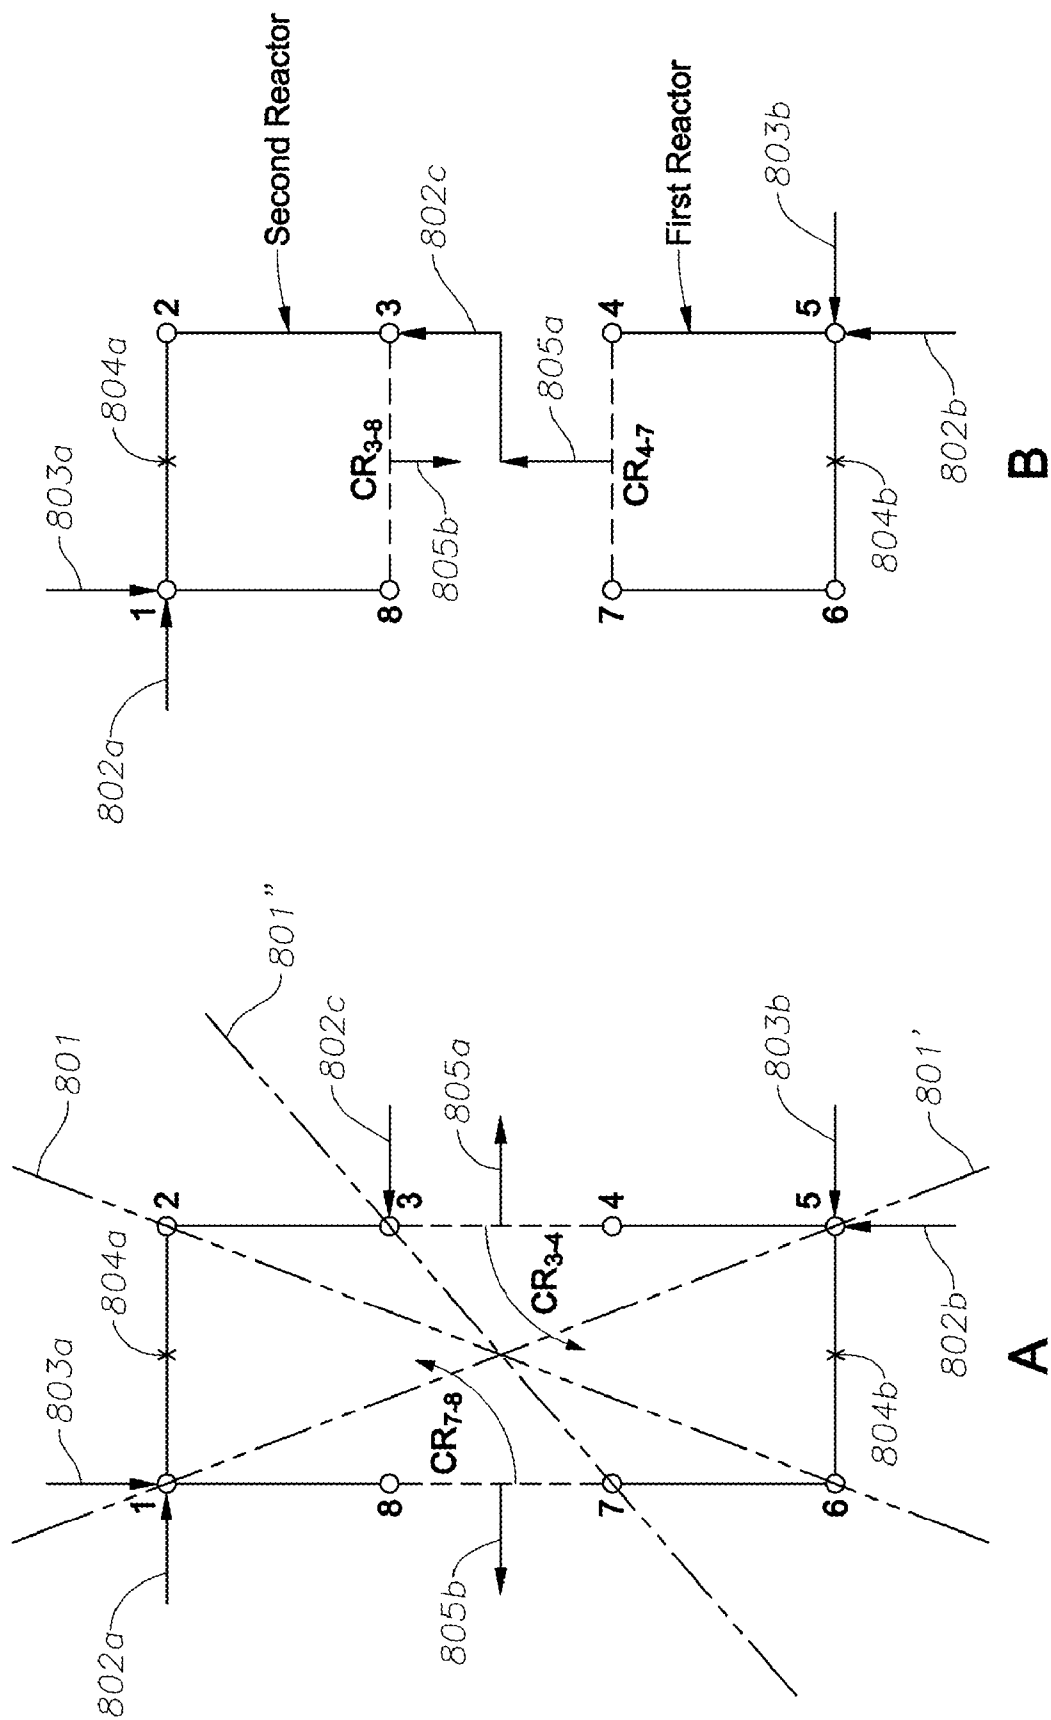 803a
804a
2
1
802a
Second Reactor
CR3-8
3
802c
8
805b
805a
First Reactor
7
CR4-7
4
803b
5
6
804b
802b
B
801
803a
804a
2
1
802a
801"
802c
3
8
CR7-8
805a
CR3-4
805b
7
4
803b
5
801'
6
804b
802b
A